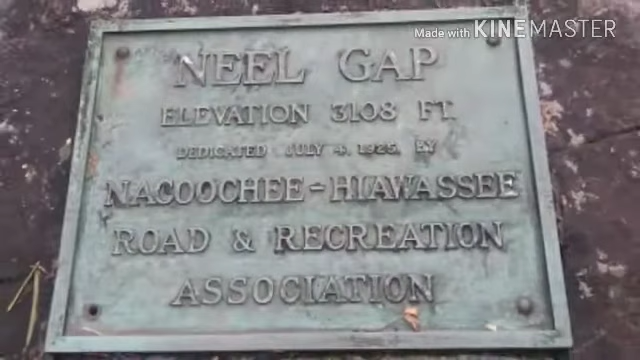 Made with KINEMASTER
NEEL GAP
ELEVATION 3108 FT.
DEDICATED JULY 4, 1925, BY
NACOOCHEE-HIAWASSEE
ROAD & RECREATION
ASSOCIATION